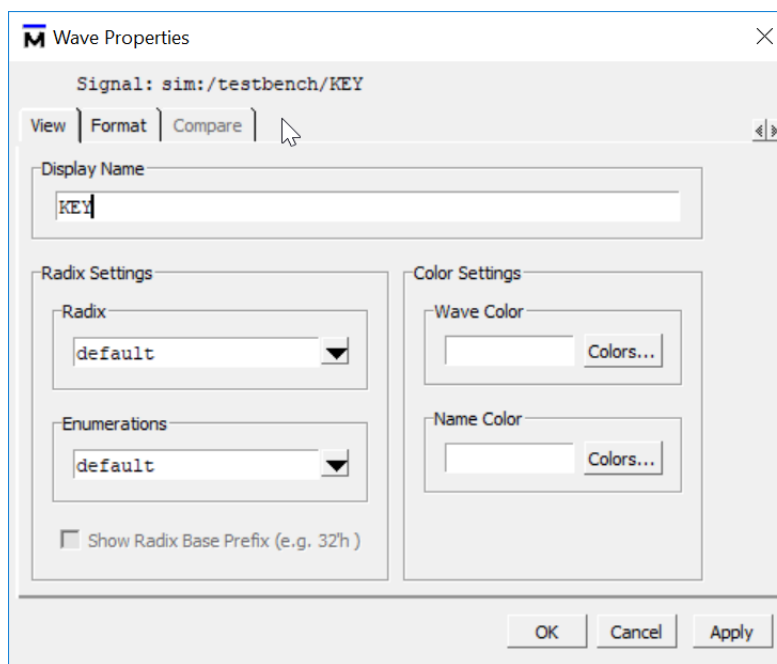 Wave Properties
Signal: sim:/testbench/KEY
View Format Compare
Display Name
KEY
Radix Settings
Radix
default
Enumerations
default
Show Radix Base Prefix (e.g. 32'h )
Color Settings
Wave Color
Colors...
Name Color
Colors...
OK Cancel Apply